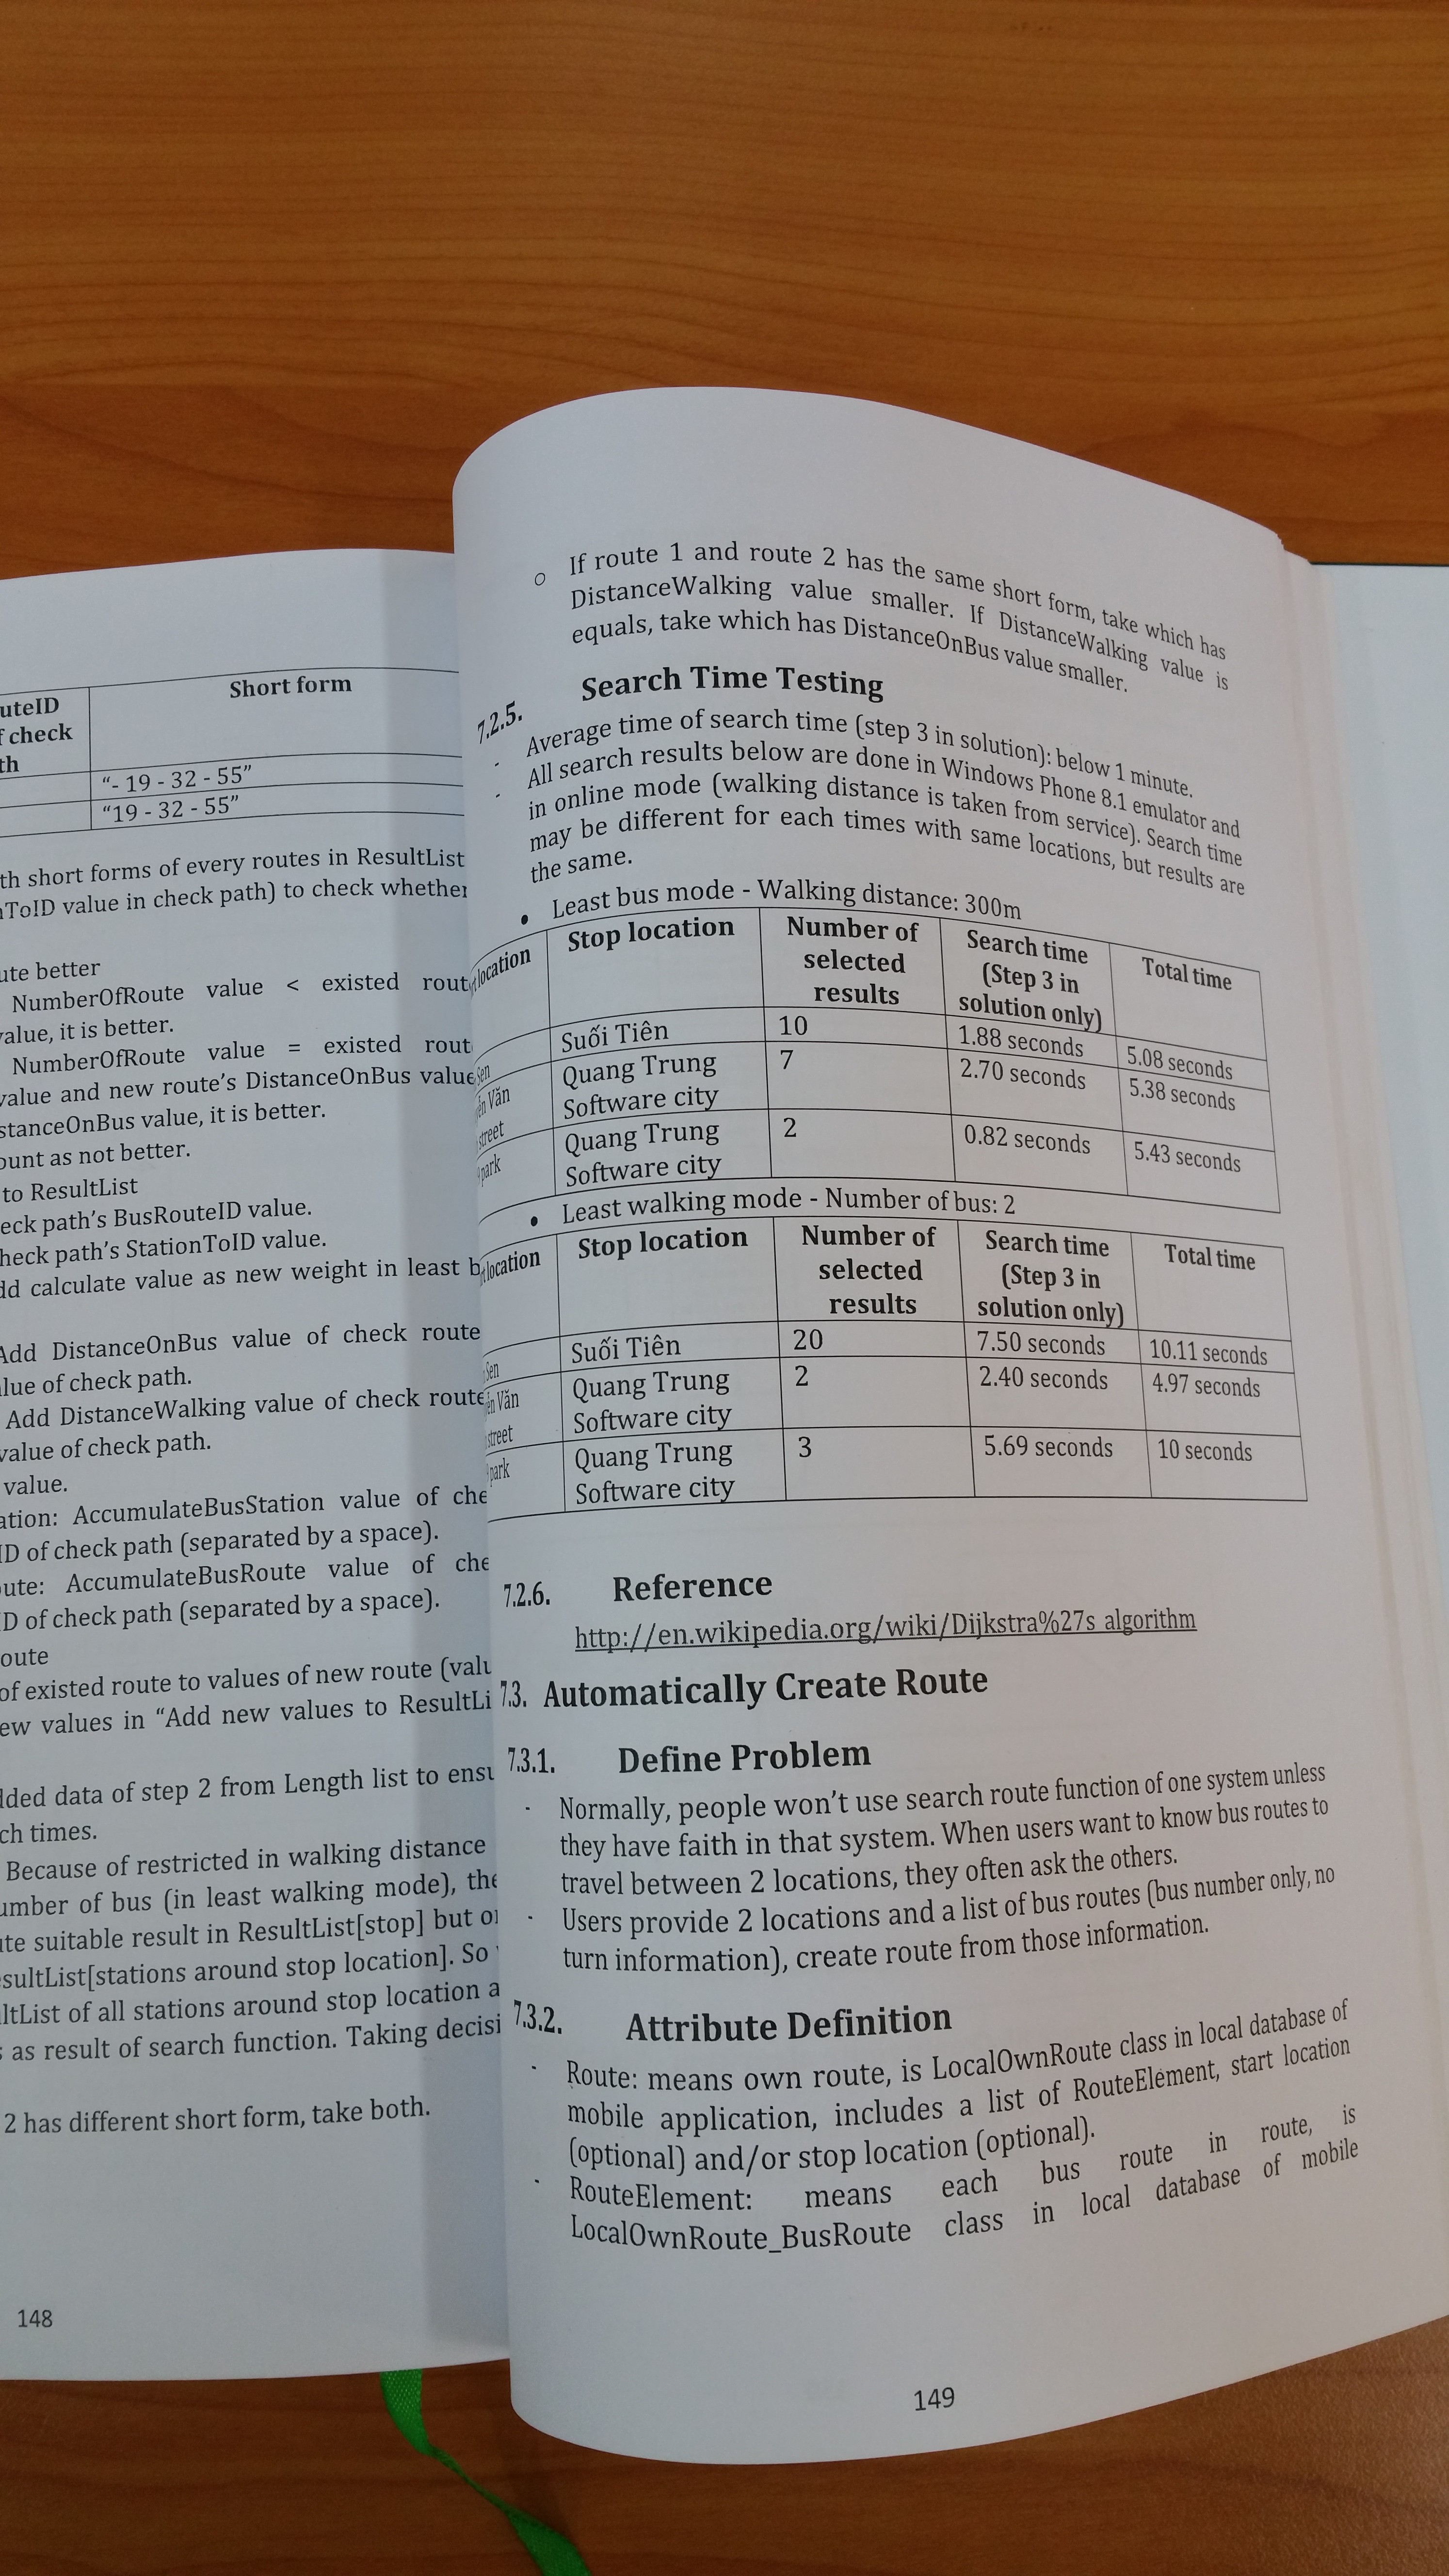 uteID
Short form
f check
th
"- 19 - 32 - 55"
"19 - 32 - 55"
th short forms of every routes in ResultList
nToID value in check path) to check whether
ute better
NumberOfRoute value < existed rout
value, it is better.
NumberOfRoute value = existed rout
value and new route's DistanceOnBus value
stanceOnBus value, it is better.
ount as not better.
to ResultList
eck path's BusRouteID value.
heck path's StationToID value.
dd calculate value as new weight in least b
Add DistanceOnBus value of check route
lue of check path.
Add DistanceWalking value of check route
value of check path.
value.
ation: AccumulateBusStation value of che
ID of check path (separated by a space).
oute: AccumulateBusRoute value of che
ID of check path (separated by a space).
oute
of existed route to values of new route (valu
ew values in "Add new values to ResultLi
dded data of step 2 from Length list to ensu
ch times.
Because of restricted in walking distance
umber of bus (in least walking mode), the
ute suitable result in ResultList[stop] but
esultList[stations around stop location]. So
ltList of all stations around stop location a
s as result of search function. Taking decisi
2 has different short form, take both.
148
o If route 1 and route 2 has the same short form, take which has
DistanceWalking value smaller. If DistanceWalking value is
equals, take which has DistanceOnBus value smaller.
7.2.5. Search Time Testing
- Average time of search time (step 3 in solution): below 1 minute.
- All search results below are done in Windows Phone 8.1 emulator and
in online mode (walking distance is taken from service). Search time
may be different for each times with same locations, but results are
the same.
• Least bus mode - Walking distance: 300m
location Stop location Number of selected results Search time (Step 3 in solution only) Total time
Sen Suối Tiên 10 1.88 seconds 5.08 seconds
ễn Văn street Quang Trung Software city 7 2.70 seconds 5.38 seconds
park Quang Trung Software city 2 0.82 seconds 5.43 seconds
• Least walking mode - Number of bus: 2
location Stop location Number of selected results Search time (Step 3 in solution only) Total time
Sen Suối Tiên 20 7.50 seconds 10.11 seconds
ễn Văn street Quang Trung Software city 2 2.40 seconds 4.97 seconds
park Quang Trung Software city 3 5.69 seconds 10 seconds
7.2.6. Reference
http://en.wikipedia.org/wiki/Dijkstra%27s_algorithm
7.3. Automatically Create Route
7.3.1. Define Problem
- Normally, people won't use search route function of one system unless
they have faith in that system. When users want to know bus routes to
travel between 2 locations, they often ask the others.
- Users provide 2 locations and a list of bus routes (bus number only, no
turn information), create route from those information.
7.3.2. Attribute Definition
- Route: means own route, is LocalOwnRoute class in local database of
mobile application, includes a list of RouteElement, start location
(optional) and/or stop location (optional).
- RouteElement: means each bus route in route, is
LocalOwnRoute_BusRoute class in local database of mobile
149